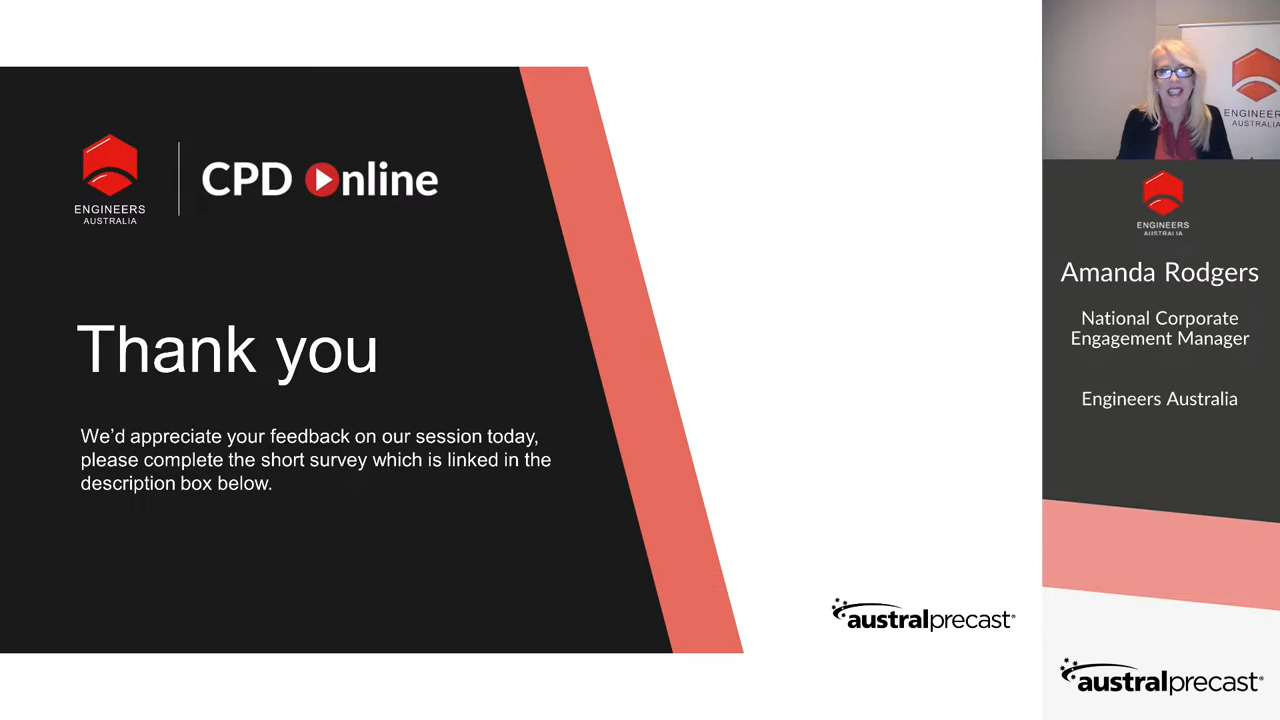 ENGINEERS
AUSTRALIA
CPD Online
Thank you
We'd appreciate your feedback on our session today,
please complete the short survey which is linked in the
description box below.
australprecast®
ENGINEERS
AUSTRALIA
ENGINEERS
AUSTRALIA
Amanda Rodgers
National Corporate
Engagement Manager
Engineers Australia
australprecast®